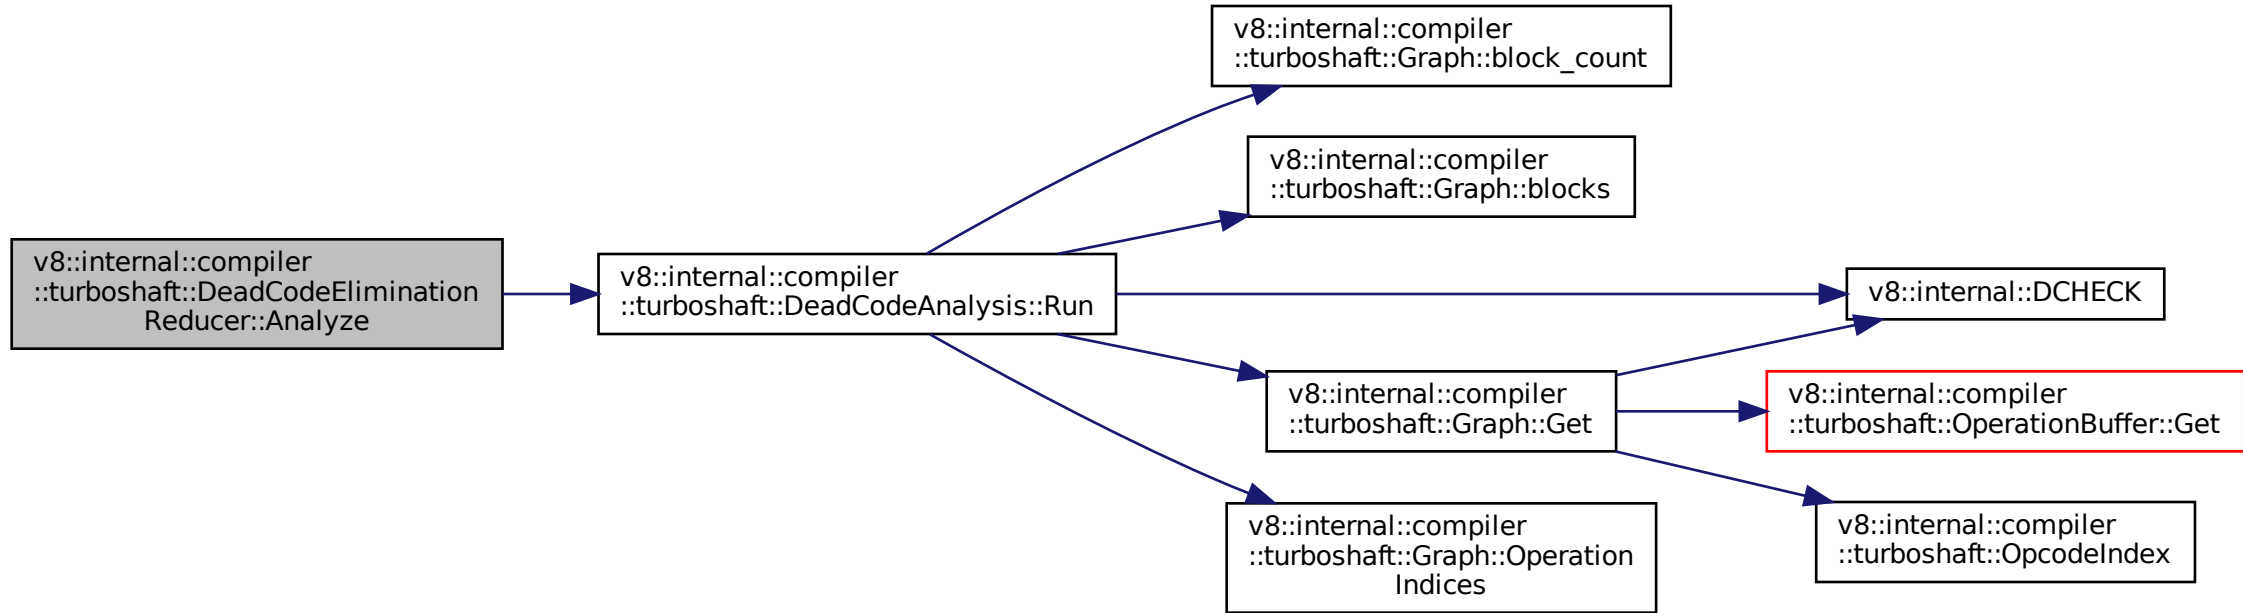 v8::internal::compiler
::turboshaft::DeadCodeElimination
Reducer::Analyze
v8::internal::compiler
::turboshaft::DeadCodeAnalysis::Run
v8::internal::compiler
::turboshaft::Graph::block_count
v8::internal::compiler
::turboshaft::Graph::blocks
v8::internal::DCHECK
v8::internal::compiler
::turboshaft::Graph::Get
v8::internal::compiler
::turboshaft::OperationBuffer::Get
v8::internal::compiler
::turboshaft::OpcodeIndex
v8::internal::compiler
::turboshaft::Graph::Operation
Indices